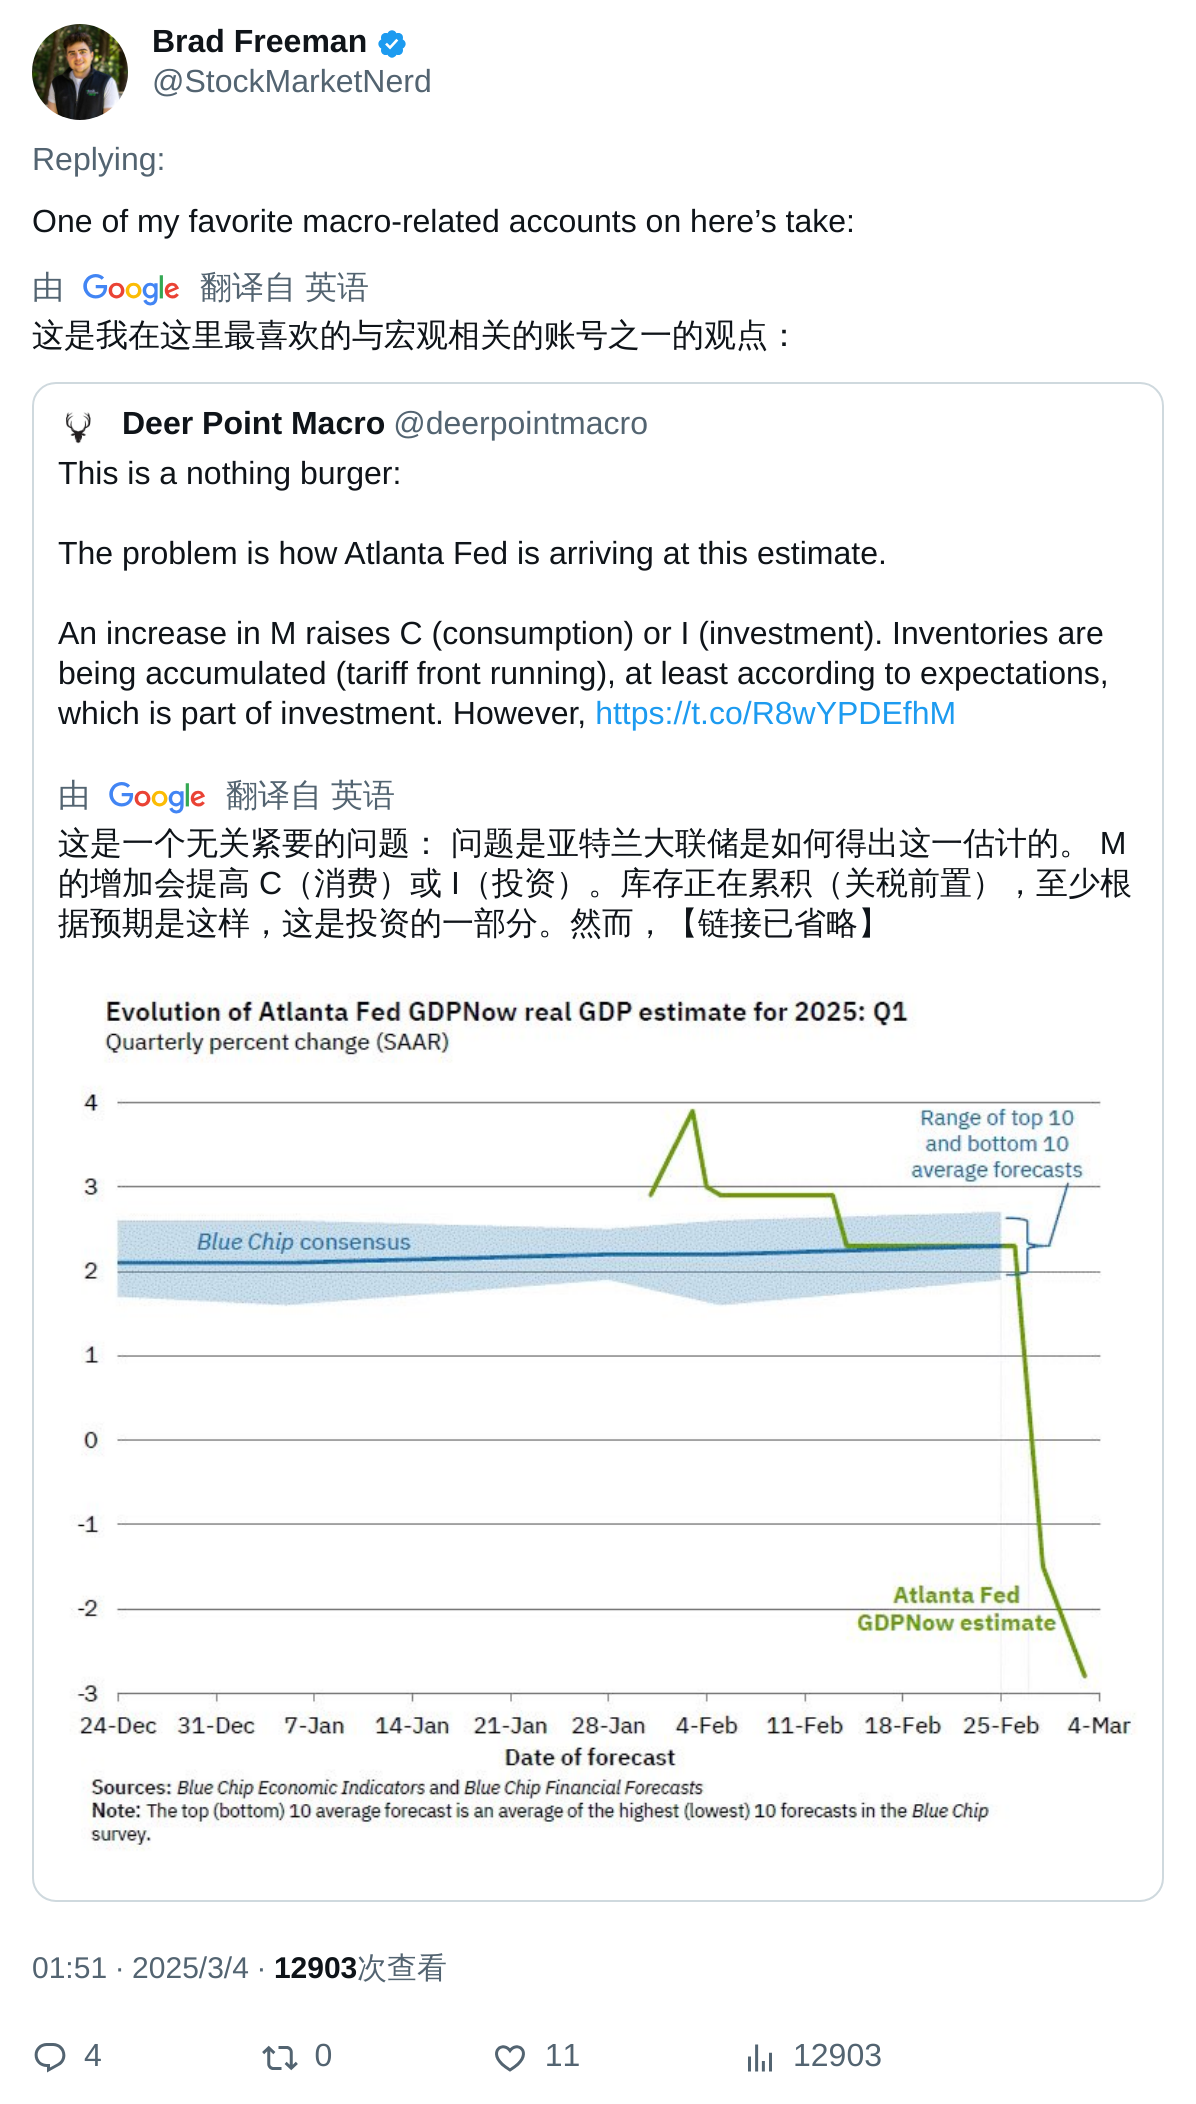 Brad Freeman
@StockMarketNerd
Replying:
One of my favorite macro-related accounts on here’s take:
由 Google 翻译自 英语
这是我在这里最喜欢的与宏观相关的账号之一的观点：
Deer Point Macro @deerpointmacro
This is a nothing burger:
The problem is how Atlanta Fed is arriving at this estimate.
An increase in M raises C (consumption) or I (investment). Inventories are
being accumulated (tariff front running), at least according to expectations,
which is part of investment. However, https://t.co/R8wYPDEfhM
由 Google 翻译自 英语
这是一个无关紧要的问题： 问题是亚特兰大联储是如何得出这一估计的。 M
的增加会提高 C（消费）或 I（投资）。库存正在累积（关税前置），至少根
据预期是这样，这是投资的一部分。然而，【链接已省略】
Evolution of Atlanta Fed GDPNow real GDP estimate for 2025: Q1
Quarterly percent change (SAAR)
4
Range of top 10
and bottom 10
average forecasts
3
Blue Chip consensus
2
1
0
-1
-2
Atlanta Fed
GDPNow estimate
-3
24-Dec 31-Dec 7-Jan 14-Jan 21-Jan 28-Jan 4-Feb 11-Feb 18-Feb 25-Feb 4-Mar
Date of forecast
Sources: Blue Chip Economic Indicators and Blue Chip Financial Forecasts
Note: The top (bottom) 10 average forecast is an average of the highest (lowest) 10 forecasts in the Blue Chip
survey.
01:51 · 2025/3/4 · 12903次查看
4 0 11 12903